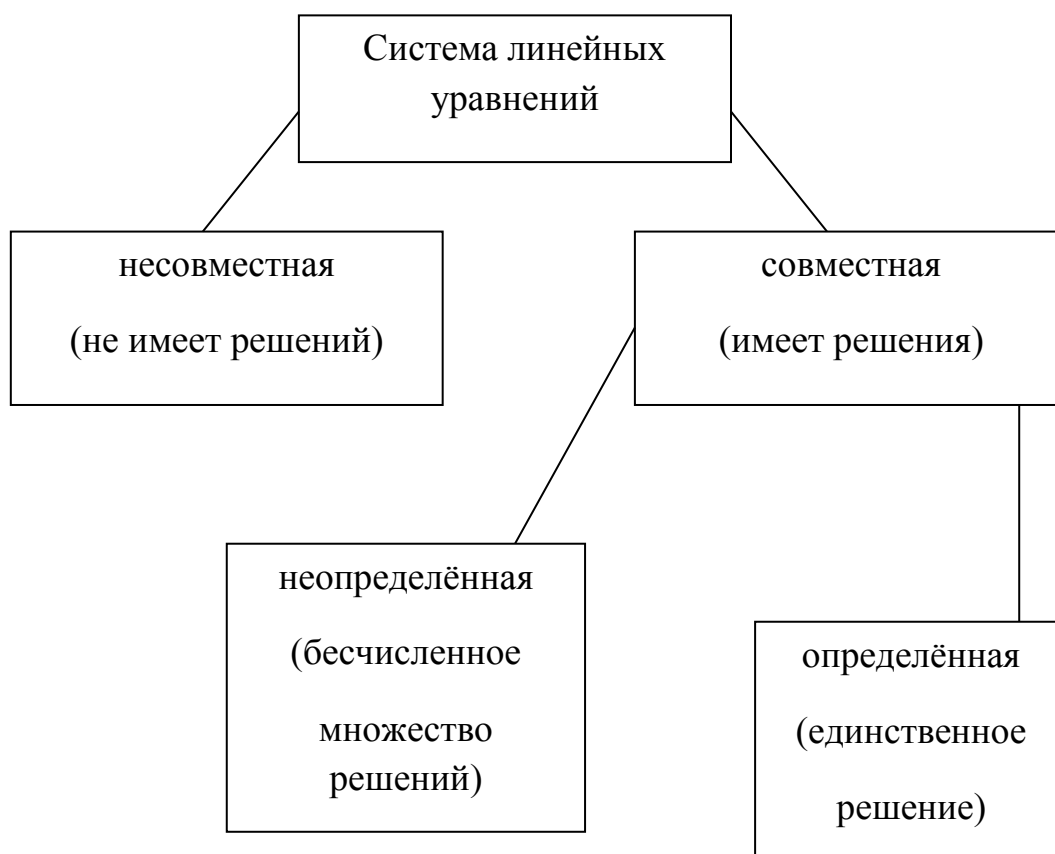 Система линейных
уравнений
несовместная
(не имеет решений)
совместная
(имеет решения)
неопределённая
(бесчисленное
множество
решений)
определённая
(единственное
решение)